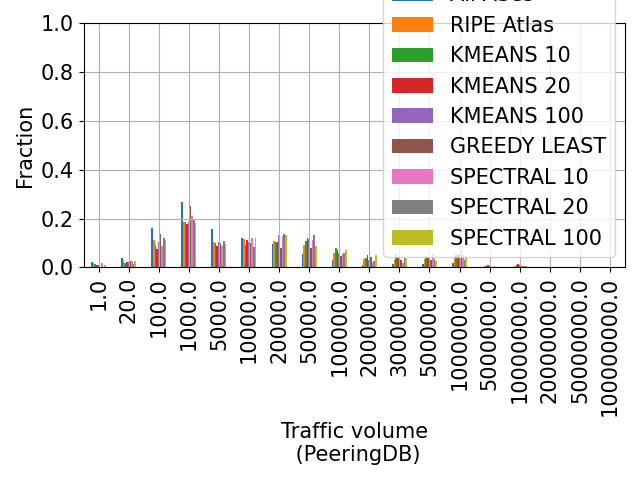 RIPE Atlas
KMEANS 10
KMEANS 20
KMEANS 100
GREEDY LEAST
SPECTRAL 10
SPECTRAL 20
SPECTRAL 100
1.0
0.8
0.6
0.4
0.2
0.0
Fraction
1.0
20.0
100.0
1000.0
5000.0
10000.0
20000.0
50000.0
100000.0
200000.0
300000.0
500000.0
1000000.0
5000000.0
10000000.0
20000000.0
50000000.0
100000000.0
Traffic volume
(PeeringDB)